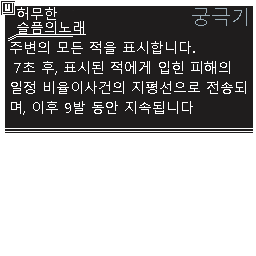 U 허무한 궁극기
슬픔의노래
주변의 모든 적을 표시합니다.
7초 후, 표시된 적에게 입힌 피해의
일정 비율이사건의 지평선으로 전송되
며, 이후 9발 동안 지속됩니다